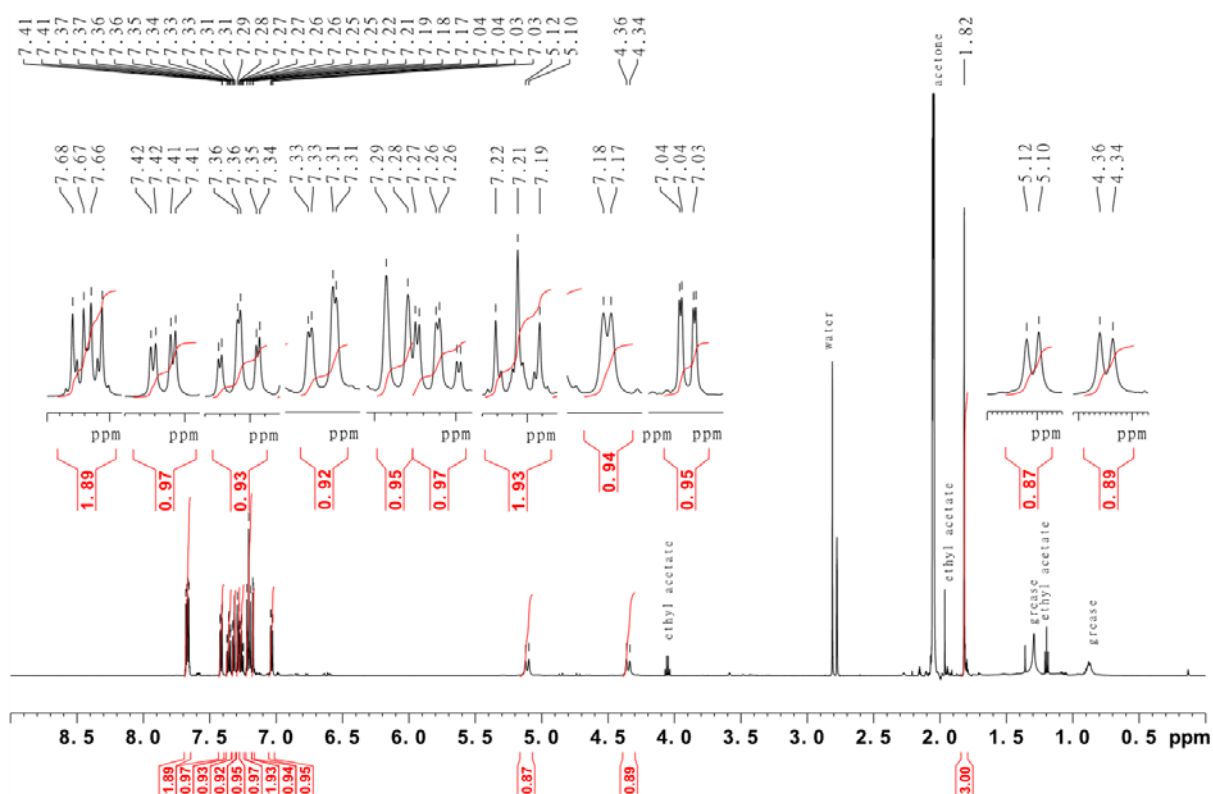 7.41 7.41 7.37 7.37 7.36 7.36 7.35 7.34 7.33 7.33 7.31 7.31 7.29 7.28 7.27 7.27 7.26 7.26 7.25 7.25 7.22 7.21 7.19 7.18 7.17 7.04 7.04 7.03 7.03 5.12 5.10 4.36 4.34 acetone 1.82
7.68 7.67 7.66 7.42 7.42 7.41 7.41 7.36 7.36 7.35 7.34 7.33 7.33 7.31 7.31 7.29 7.28 7.27 7.26 7.26 7.22 7.21 7.19 7.18 7.17 7.04 7.04 7.03 5.12 5.10 4.36 4.34
water
ppm ppm ppm ppm ppm ppm ppm ppm ppm ppm
1.89 0.97 0.93 0.92 0.95 0.97 1.93 0.94 0.95 0.87 0.89
ethyl acetate ethyl acetate grease ethyl acetate grease
8.5 8.0 7.5 7.0 6.5 6.0 5.5 5.0 4.5 4.0 3.5 3.0 2.5 2.0 1.5 1.0 0.5 ppm
1.89 0.97 0.93 0.92 0.95 0.97 1.93 0.94 0.95 0.87 0.89 3.00